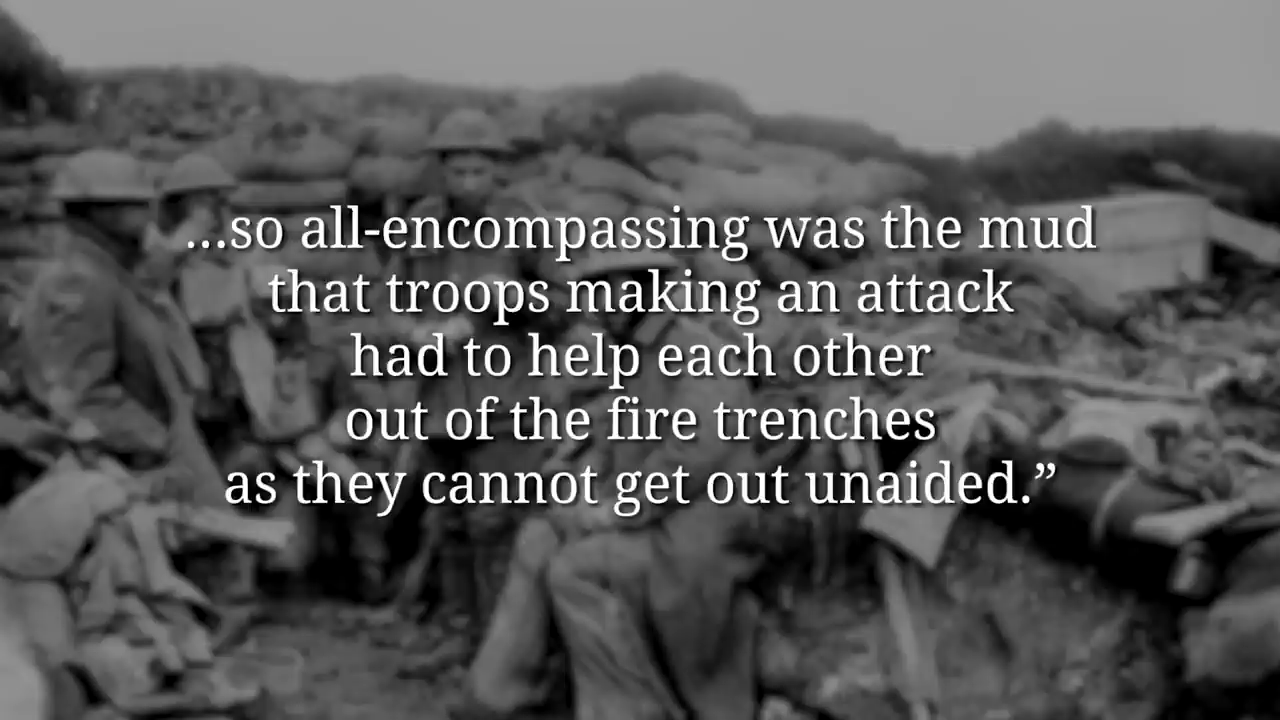 …so all-encompassing was the mud
that troops making an attack
had to help each other
out of the fire trenches
as they cannot get out unaided.”